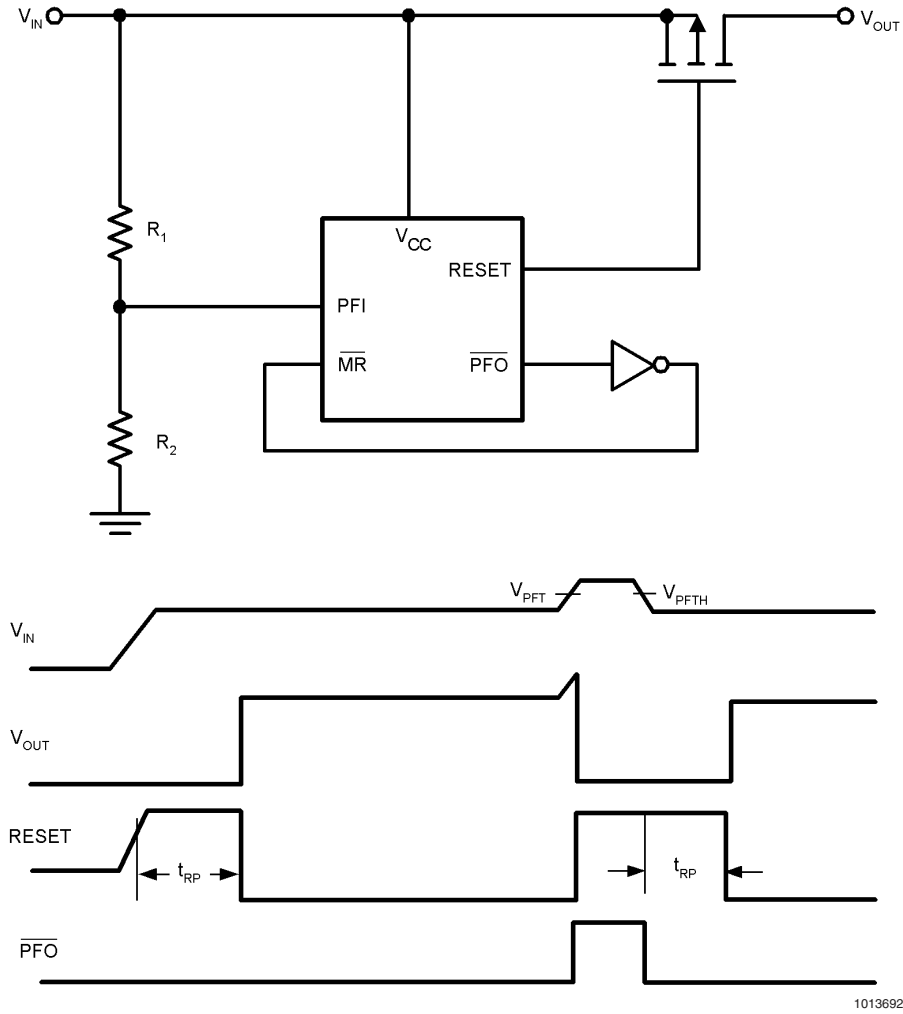 VIN
VOUT
R1
VCC
RESET
PFI
MR
PFO
R2
VPFT
VPFTH
VIN
VOUT
RESET
tRP
tRP
PFO
1013692